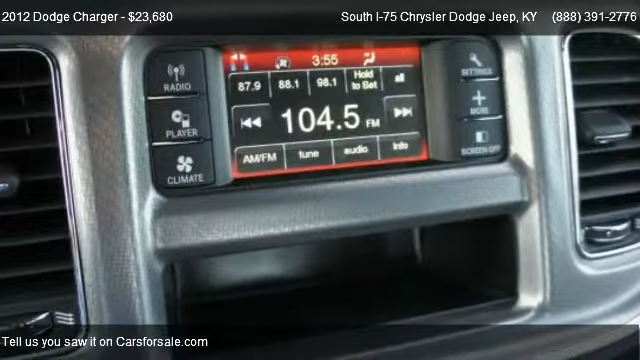 2012 Dodge Charger - $23,680
South I-75 Chrysler Dodge Jeep, KY (888) 391-2776
3:55
RADIO
87.9 88.1 98.1 Hold to Set all
SETTINGS
104.5 FM
PLAYER
MORE
AM/FM tune audio info
CLIMATE
SCREEN OFF
Tell us you saw it on Carsforsale.com